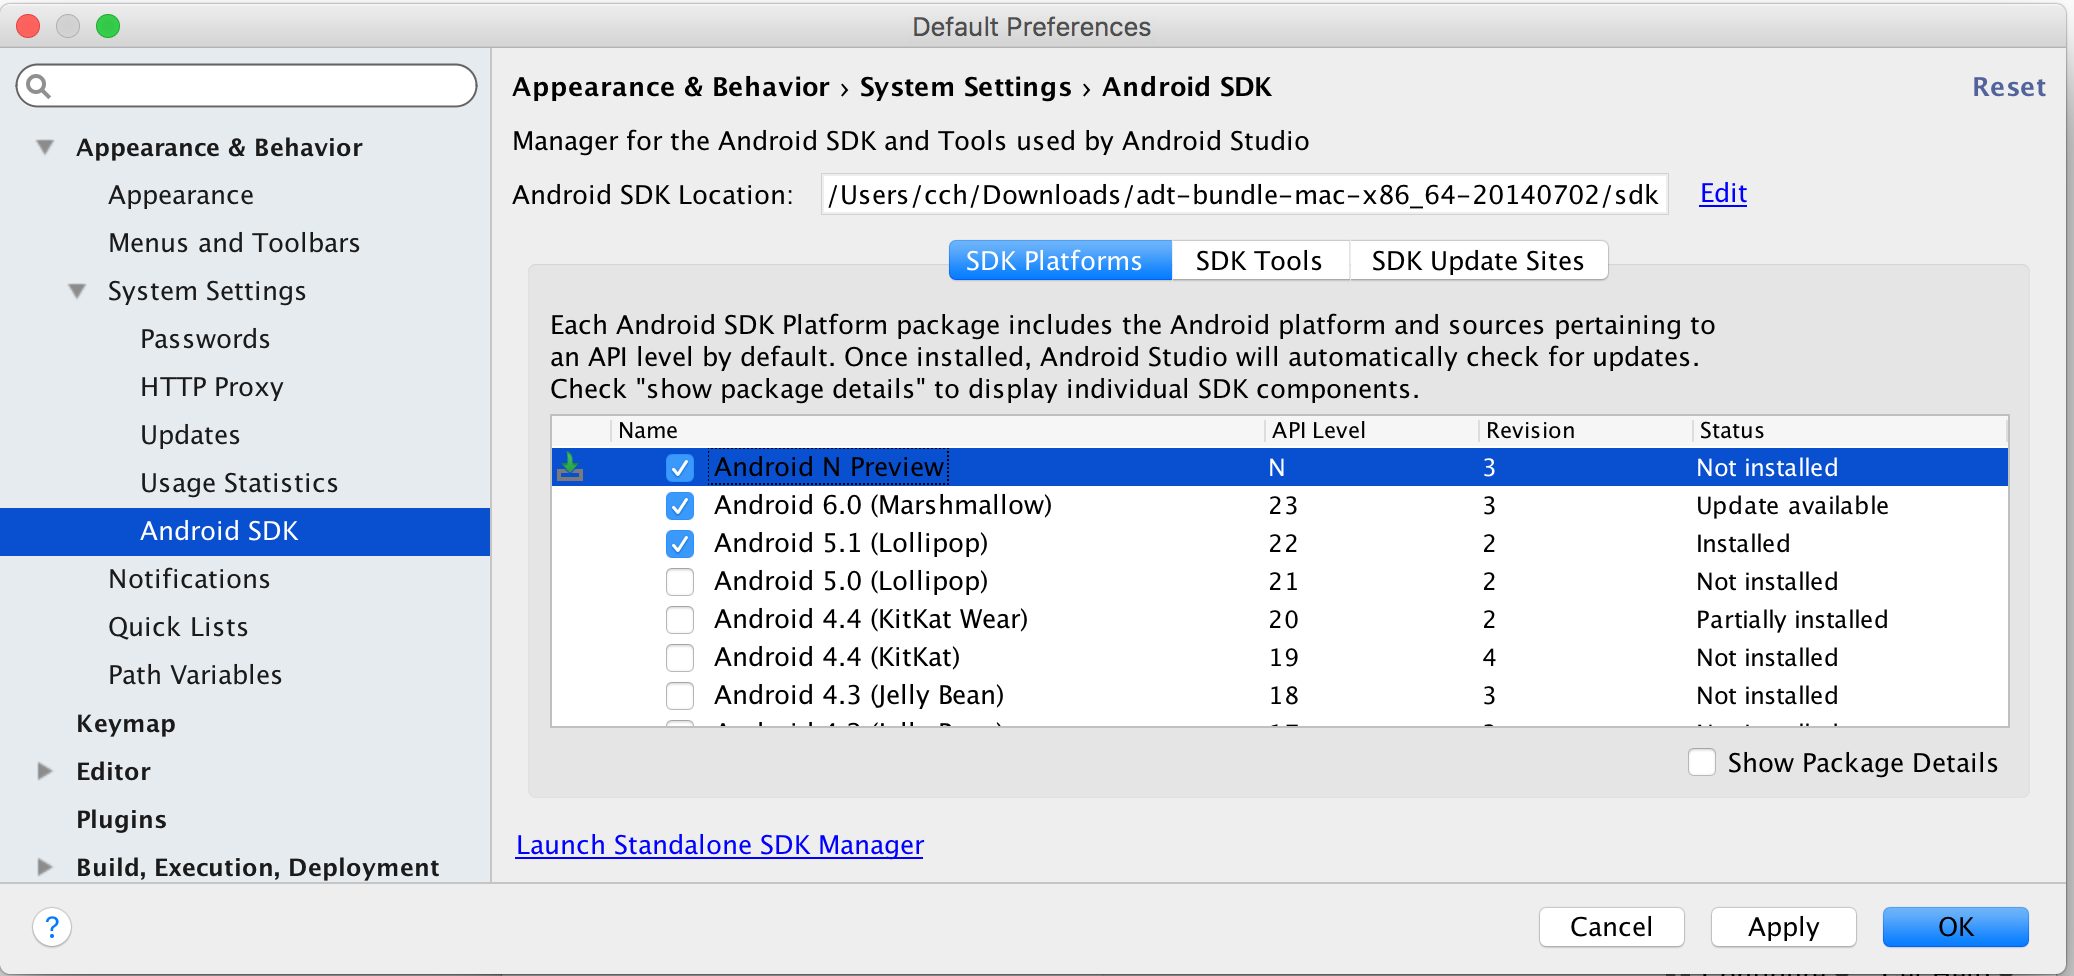 Default Preferences
Appearance & Behavior
Appearance
Menus and Toolbars
System Settings
Passwords
HTTP Proxy
Updates
Usage Statistics
Android SDK
Notifications
Quick Lists
Path Variables
Keymap
Editor
Plugins
Build, Execution, Deployment
Appearance & Behavior › System Settings › Android SDK
Reset
Manager for the Android SDK and Tools used by Android Studio
Android SDK Location: /Users/cch/Downloads/adt-bundle-mac-x86_64-20140702/sdk Edit
SDK Platforms SDK Tools SDK Update Sites
Each Android SDK Platform package includes the Android platform and sources pertaining to
an API level by default. Once installed, Android Studio will automatically check for updates.
Check "show package details" to display individual SDK components.
Name API Level Revision Status
Android N Preview N 3 Not installed
Android 6.0 (Marshmallow) 23 3 Update available
Android 5.1 (Lollipop) 22 2 Installed
Android 5.0 (Lollipop) 21 2 Not installed
Android 4.4 (KitKat Wear) 20 2 Partially installed
Android 4.4 (KitKat) 19 4 Not installed
Android 4.3 (Jelly Bean) 18 3 Not installed
Show Package Details
Launch Standalone SDK Manager
?
Cancel Apply OK